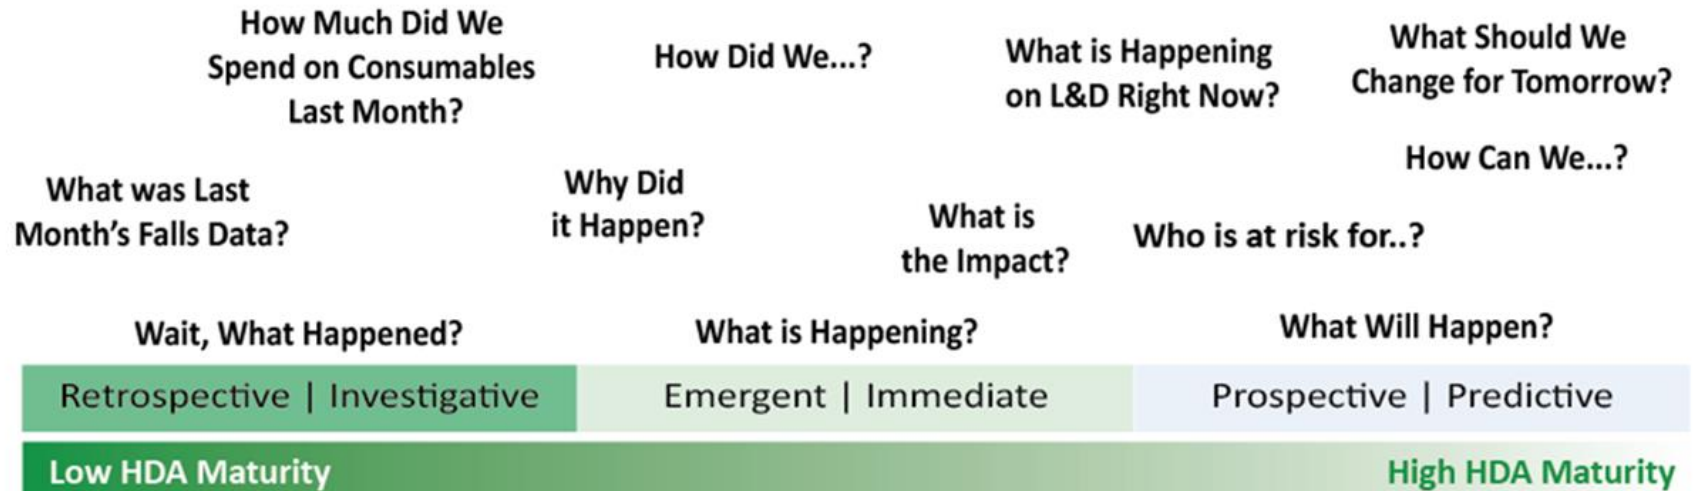 How Much Did We
Spend on Consumables
Last Month?
How Did We...?
What is Happening
on L&D Right Now?
What Should We
Change for Tomorrow?
How Can We...?
What was Last
Month’s Falls Data?
Why Did
it Happen?
What is
the Impact?
Who is at risk for..?
Wait, What Happened?
What is Happening?
What Will Happen?
Retrospective | Investigative
Emergent | Immediate
Prospective | Predictive
Low HDA Maturity
High HDA Maturity